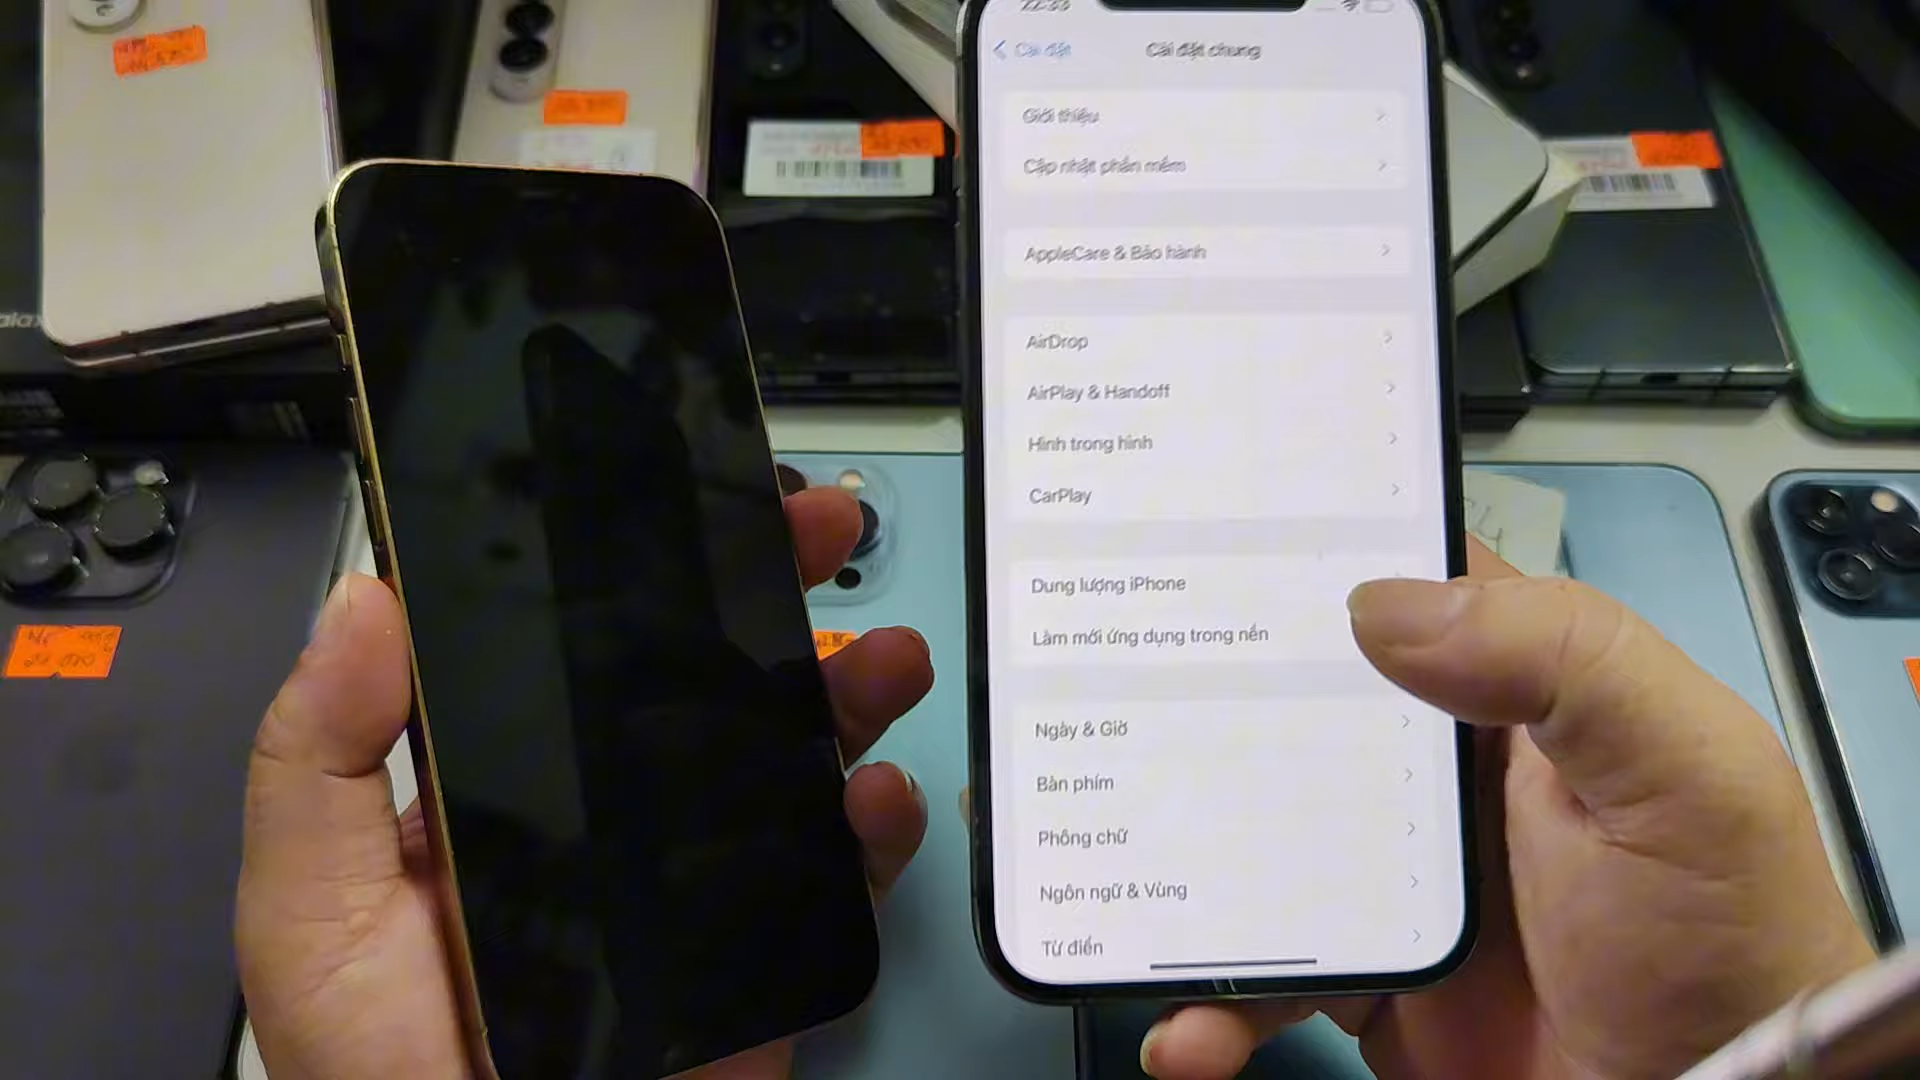 22:33
Cài đặt
Cài đặt chung
Giới thiệu
Cập nhật phần mềm
AppleCare & Bảo hành
AirDrop
AirPlay & Handoff
Hình trong hình
CarPlay
Dung lượng iPhone
Làm mới ứng dụng trong nền
Ngày & Giờ
Bàn phím
Phông chữ
Ngôn ngữ & Vùng
Từ điển